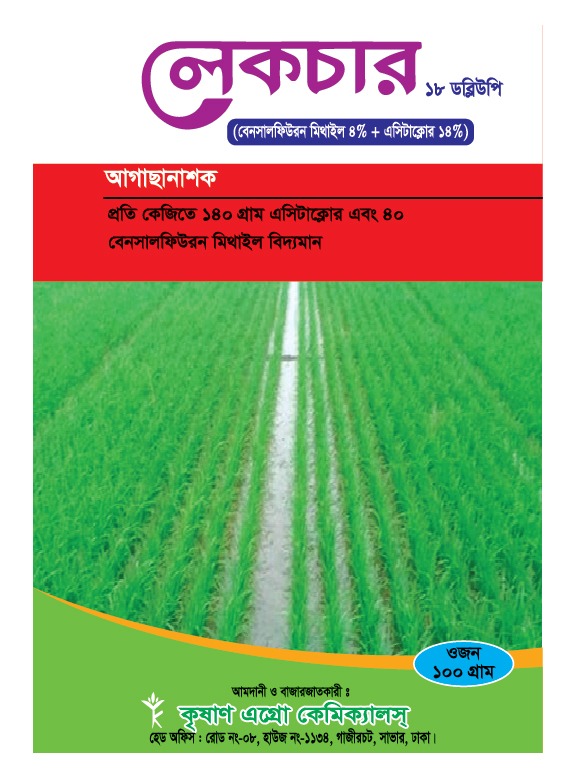 লেকচার ১৮ ডব্লিউপি
(বেনসালফিউরন মিথাইল ৪% + এসিটাক্লোর ১৪%)
আগাছানাশক
প্রতি কেজিতে ১৪০ গ্রাম এসিটাক্লোর এবং ৪০
বেনসালফিউরন মিথাইল বিদ্যমান
ওজন
১০০ গ্রাম
আমদানী ও বাজারজাতকারী ঃ
কৃষাণ এগ্রো কেমিক্যালস্
হেড অফিস : রোড নং-০৮, হাউজ নং-১১৩৪, গাজীরচট, সাভার, ঢাকা।